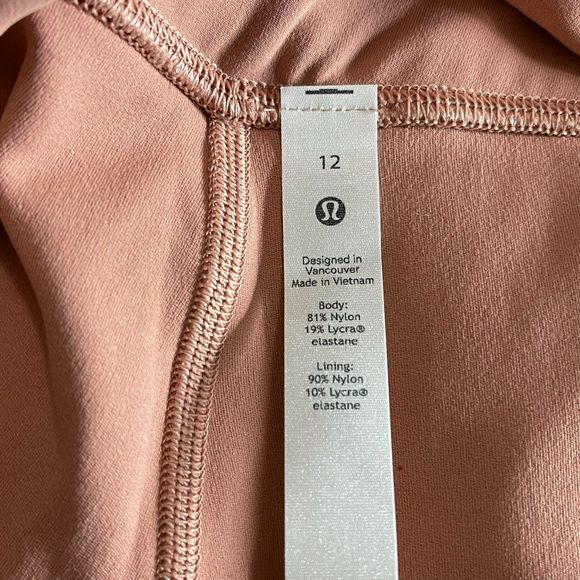 12
Designed in
Vancouver
Made in Vietnam
Body:
81% Nylon
19% Lycra®
elastane
Lining:
90% Nylon
10% Lycra®
elastane